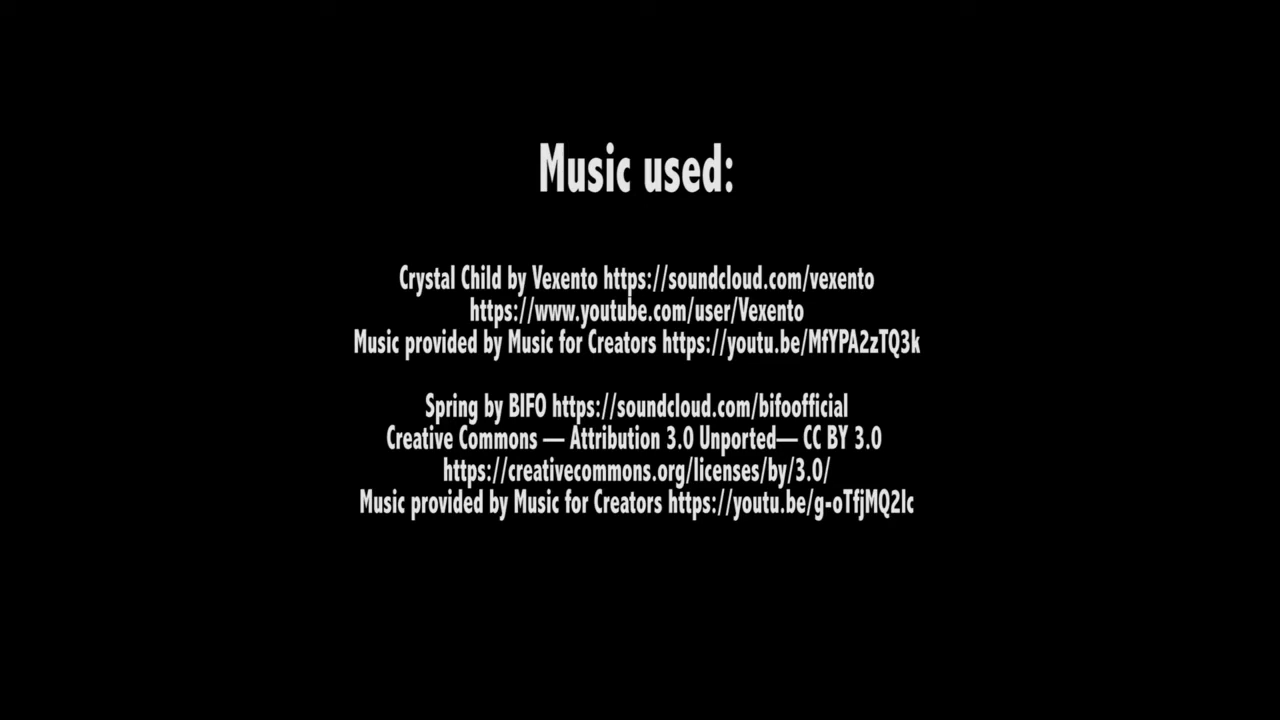 Music used:
Crystal Child by Vexento https://soundcloud.com/vexento
https://www.youtube.com/user/Vexento
Music provided by Music for Creators https://youtu.be/MfYPA2zTQ3k
Spring by BIFO https://soundcloud.com/bifoofficial
Creative Commons — Attribution 3.0 Unported— CC BY 3.0
https://creativecommons.org/licenses/by/3.0/
Music provided by Music for Creators https://youtu.be/g-oTfjMQ2lc